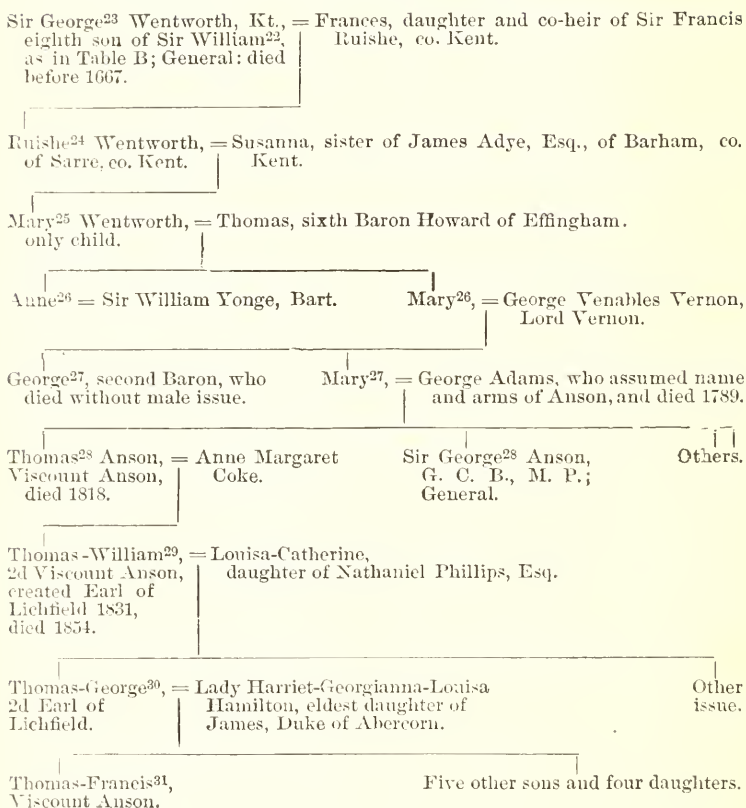 Sir George²³ Wentworth, Kt., = Frances, daughter and co-heir of Sir Francis
eighth son of Sir William²², Ruishe, co. Kent.
as in Table B; General: died
before 1667.
Ruishe²⁴ Wentworth, = Susanna, sister of James Adye, Esq., of Barham, co.
of Sarre, co. Kent. Kent.
Mary²⁵ Wentworth, = Thomas, sixth Baron Howard of Effingham.
only child.
Anne²⁶ = Sir William Yonge, Bart. Mary²⁶, = George Venables Vernon,
Lord Vernon.
George²⁷, second Baron, who Mary²⁷, = George Adams, who assumed name
died without male issue. and arms of Anson, and died 1789.
Thomas²⁸ Anson, = Anne Margaret Sir George²⁸ Anson, Others.
Viscount Anson, Coke. G. C. B., M. P.;
died 1818. General.
Thomas-William²⁹, = Louisa-Catherine,
2d Viscount Anson, daughter of Nathaniel Phillips, Esq.
created Earl of
Lichfield 1831,
died 1854.
Thomas-George³⁰, = Lady Harriet-Georgianna-Louisa Other
2d Earl of Hamilton, eldest daughter of issue.
Lichfield. James, Duke of Abercorn.
Thomas-Francis³¹, Five other sons and four daughters.
Viscount Anson.